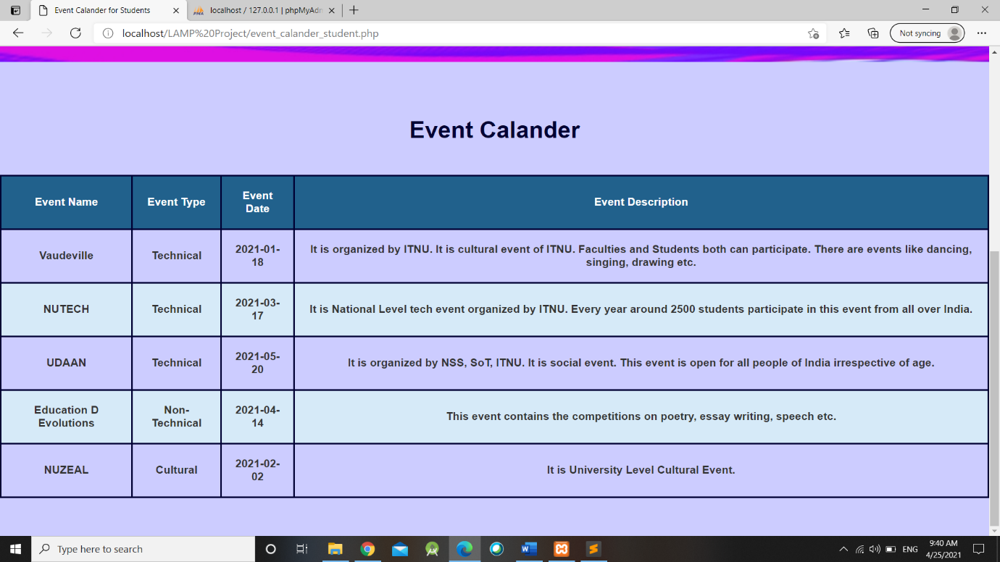 Event Calander for Students
localhost / 127.0.0.1 | phpMyAdm
localhost/LAMP%20Project/event_calander_student.php
Not syncing
Event Calander
Event Name
Event Type
Event
Date
Event Description
Vaudeville
Technical
2021-01-
18
It is organized by ITNU. It is cultural event of ITNU. Faculties and Students both can participate. There are events like dancing,
singing, drawing etc.
NUTECH
Technical
2021-03-
17
It is National Level tech event organized by ITNU. Every year around 2500 students participate in this event from all over India.
UDAAN
Technical
2021-05-
20
It is organized by NSS, SoT, ITNU. It is social event. This event is open for all people of India irrespective of age.
Education D
Evolutions
Non-
Technical
2021-04-
14
This event contains the competitions on poetry, essay writing, speech etc.
NUZEAL
Cultural
2021-02-
02
It is University Level Cultural Event.
Type here to search
ENG
9:40 AM
4/25/2021